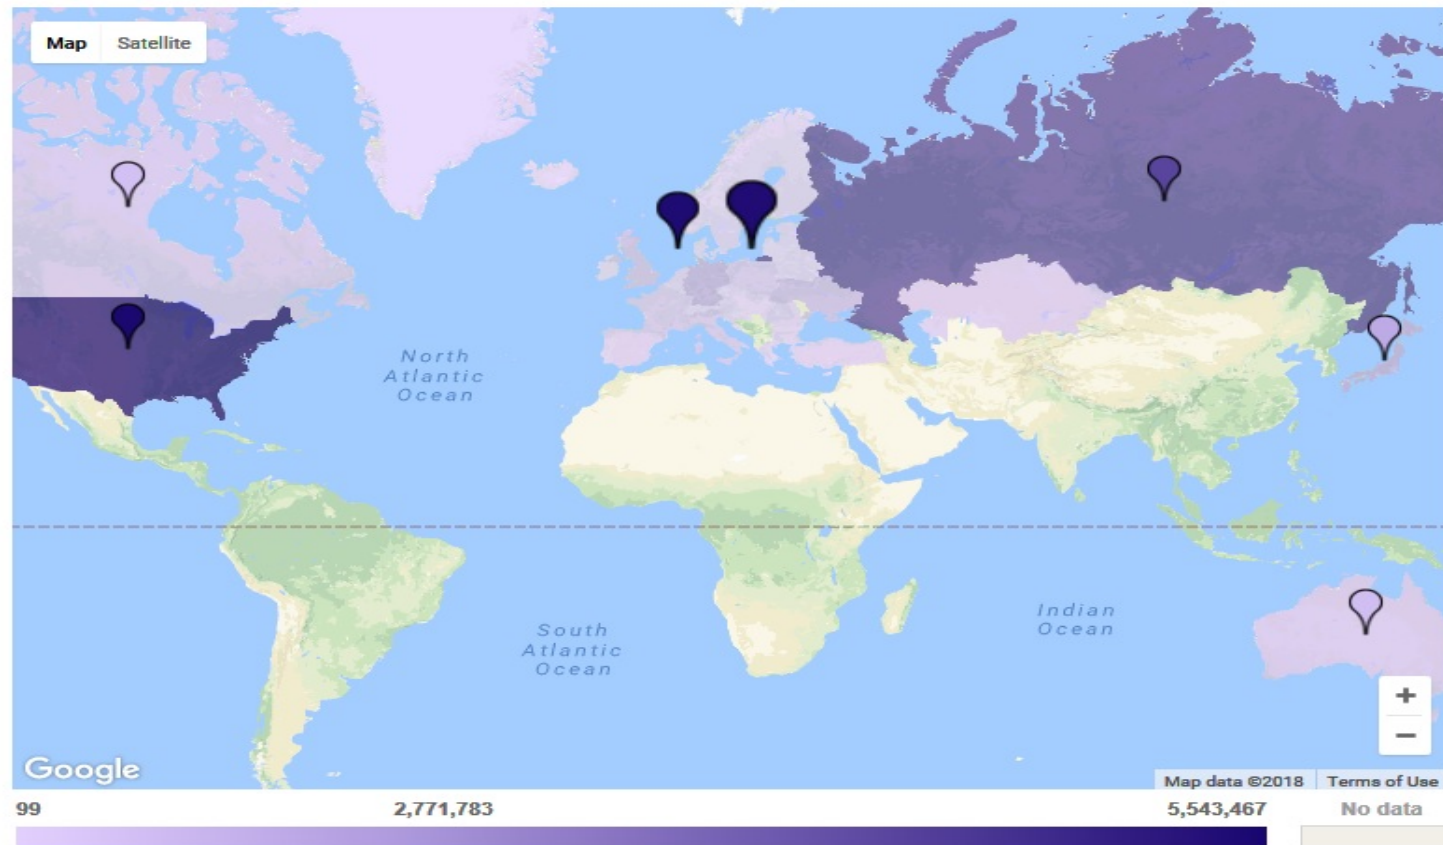 Map Satellite
North
Atlantic
Ocean
South
Atlantic
Ocean
Indian
Ocean
+
−
Google
Map data ©2018 Terms of Use
99 2,771,783 5,543,467 No data